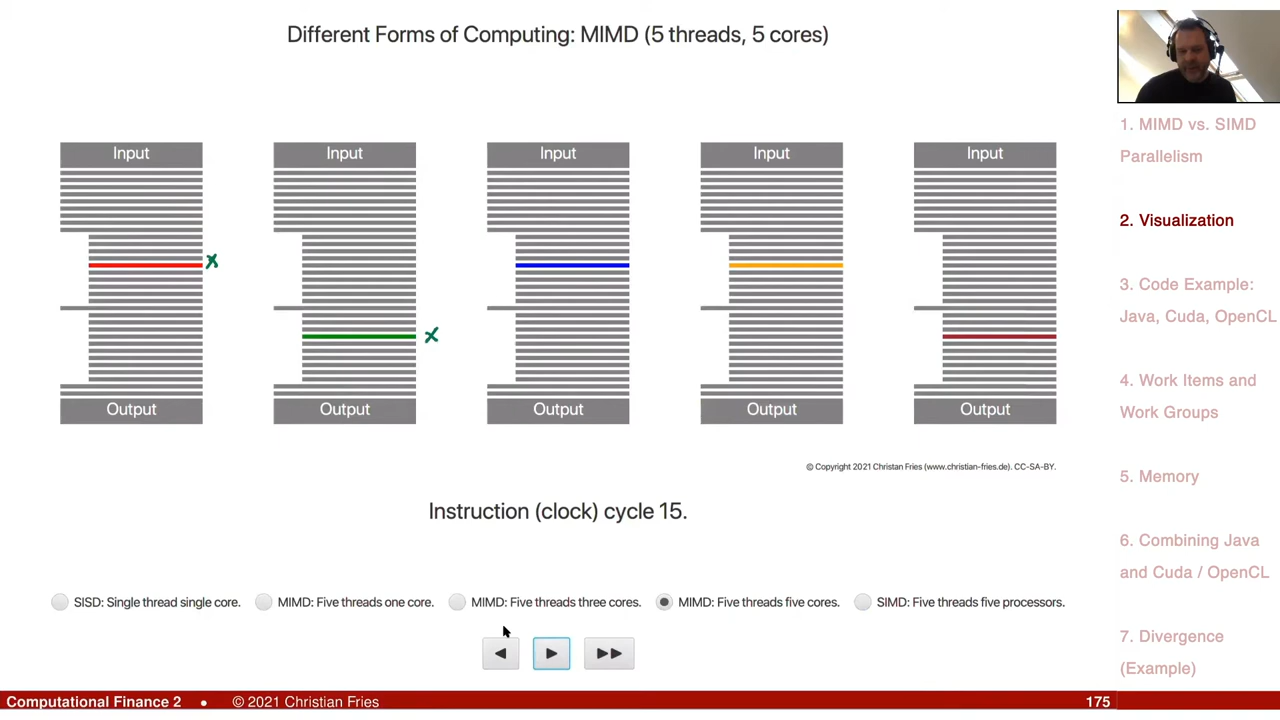 Different Forms of Computing: MIMD (5 threads, 5 cores)
Input Input Input Input Input
Output Output Output Output Output
© Copyright 2021 Christan Fries (www.christian-fries.de). CC-SA-BY.
Instruction (clock) cycle 15.
SISD: Single thread single core. MIMD: Five threads one core. MIMD: Five threads three cores. MIMD: Five threads five cores. SIMD: Five threads five processors.
1. MIMD vs. SIMD
Parallelism
2. Visualization
3. Code Example:
Java, Cuda, OpenCL
4. Work Items and
Work Groups
5. Memory
6. Combining Java
and Cuda / OpenCL
7. Divergence
(Example)
Computational Finance 2 • © 2021 Christian Fries 175